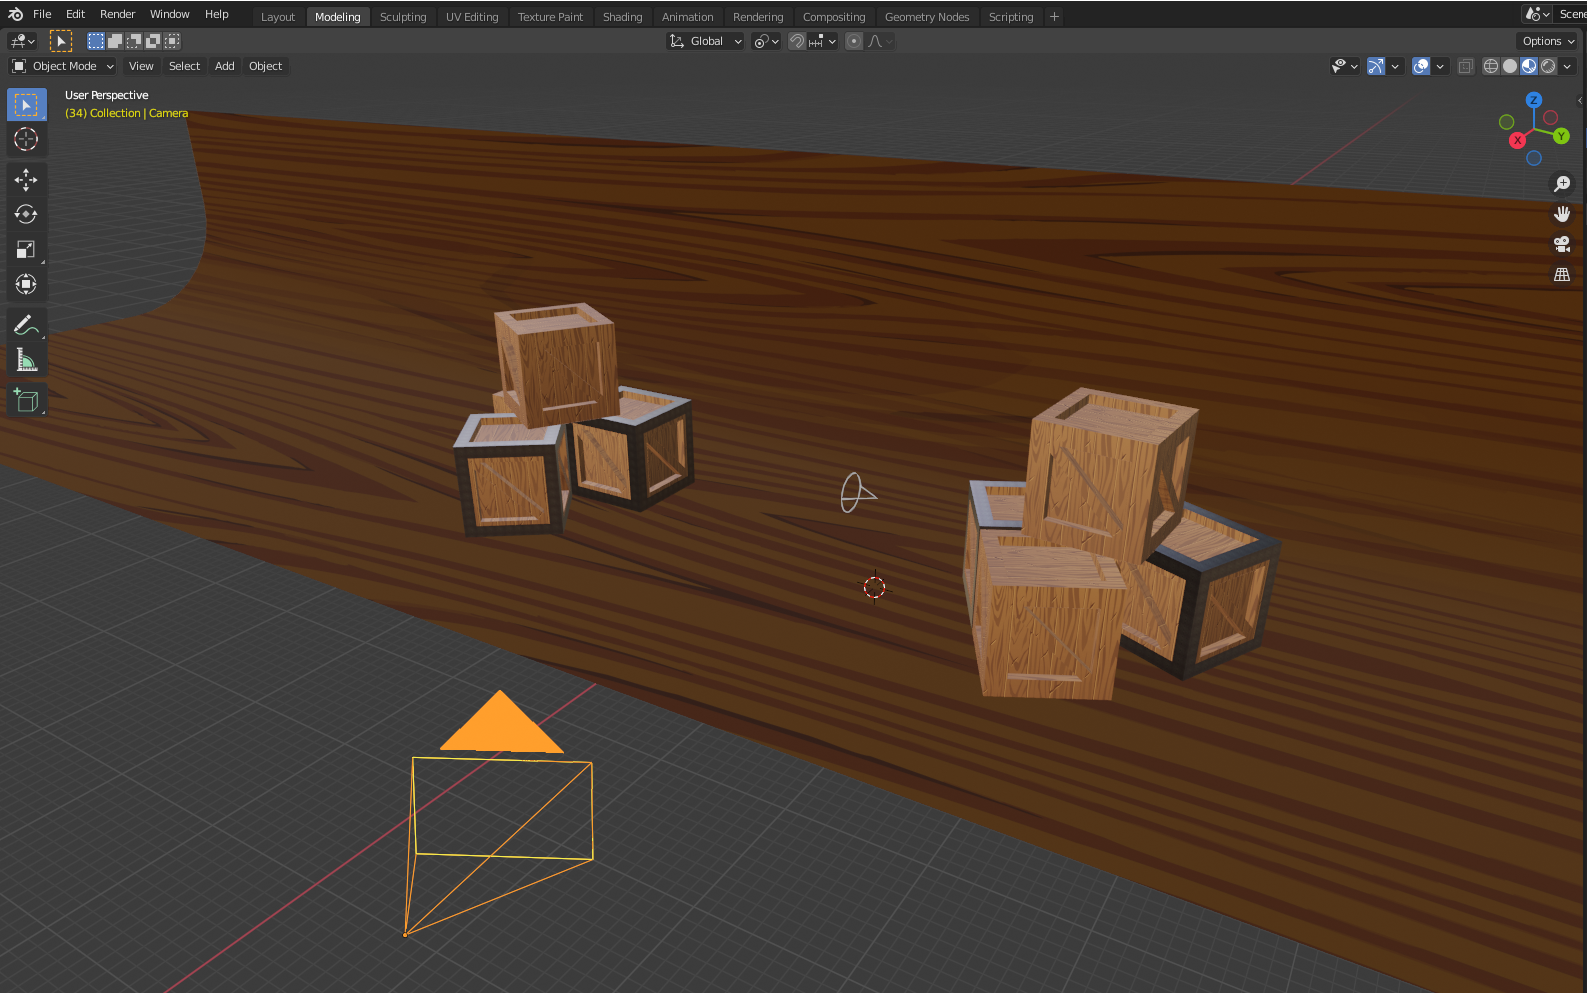 File Edit Render Window Help Layout Modeling Sculpting UV Editing Texture Paint Shading Animation Rendering Compositing Geometry Nodes Scripting + Scene
Global Options
Object Mode View Select Add Object
User Perspective
(34) Collection | Camera
Z
X Y